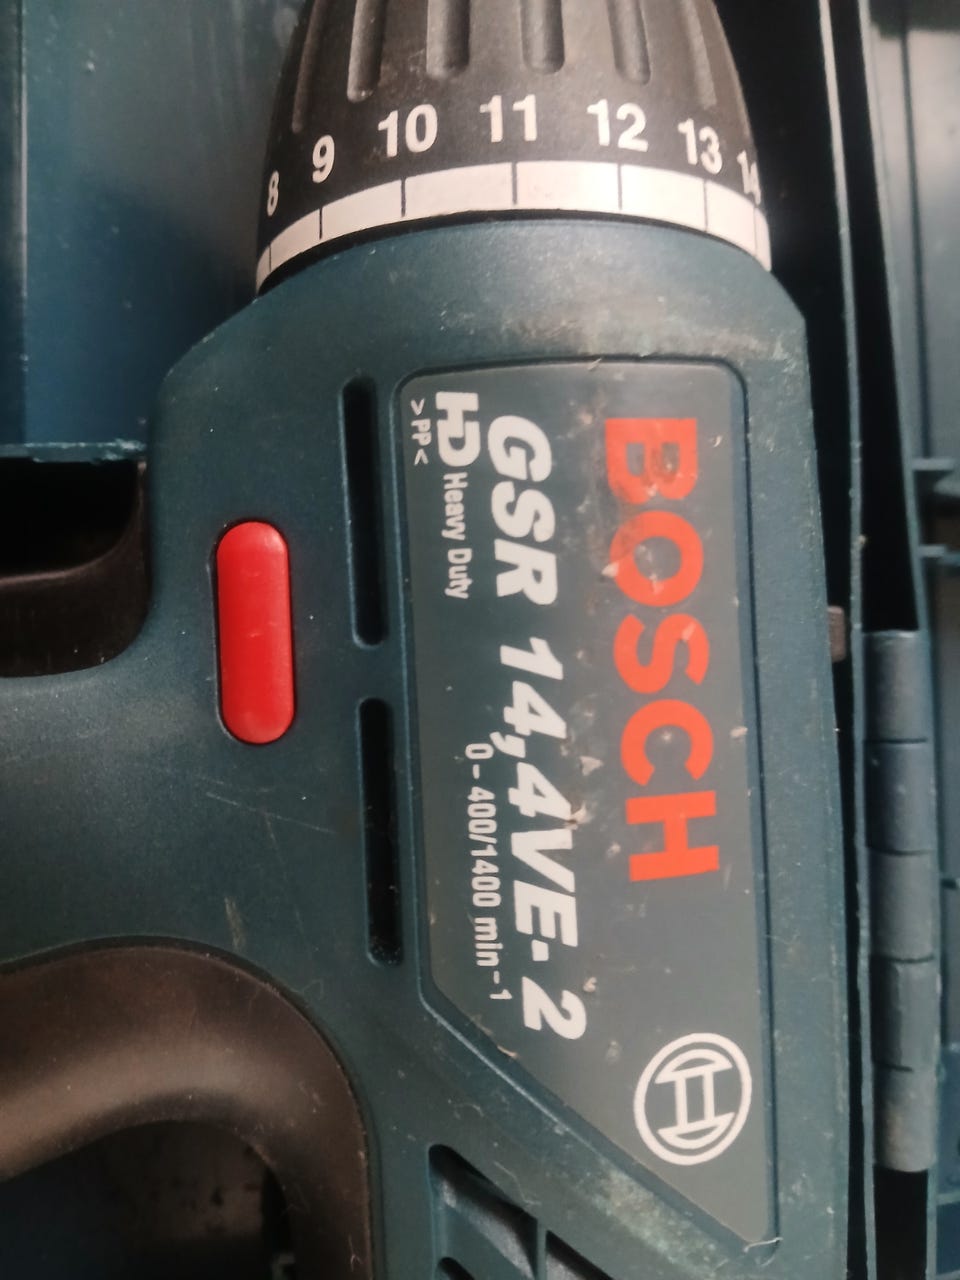 8 9 10 11 12 13 14
BOSCH
GSR 14,4VE-2
0-400/1400 min-1
HD Heavy Duty
>PP<